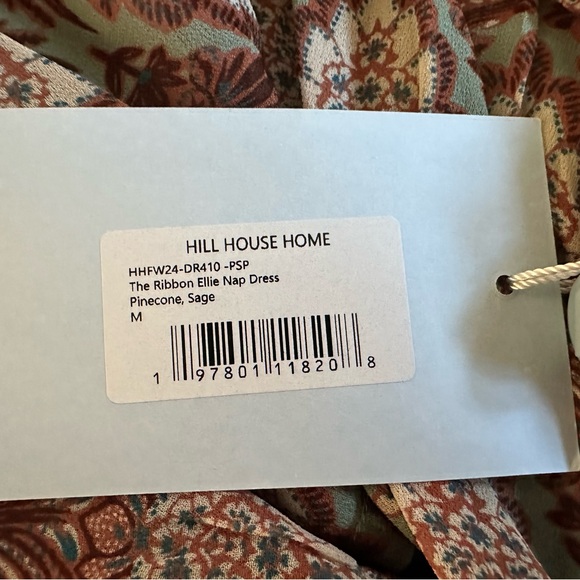 HILL HOUSE HOME
HHFW24-DR410 -PSP
The Ribbon Ellie Nap Dress
Pinecone, Sage
M
1 97801 11820 8